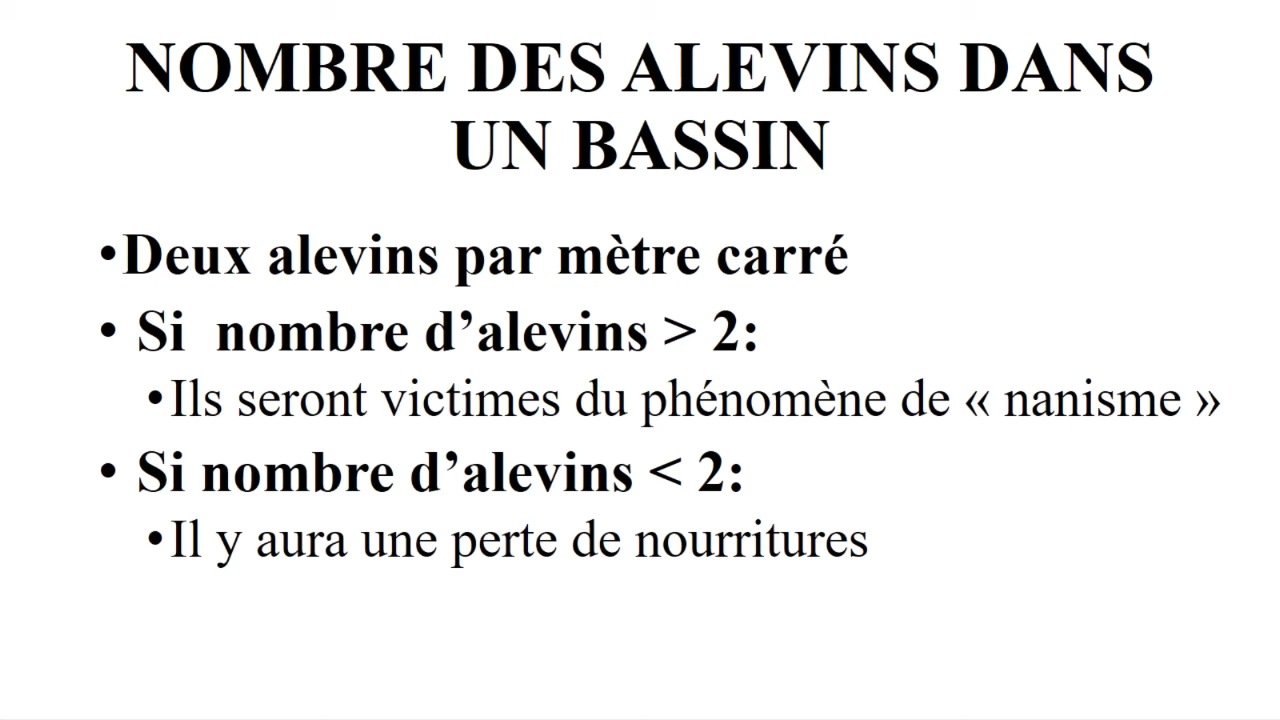 NOMBRE DES ALEVINS DANS
UN BASSIN
•Deux alevins par mètre carré
• Si  nombre d’alevins > 2:
•Ils seront victimes du phénomène de « nanisme »
• Si nombre d’alevins < 2:
•Il y aura une perte de nourritures